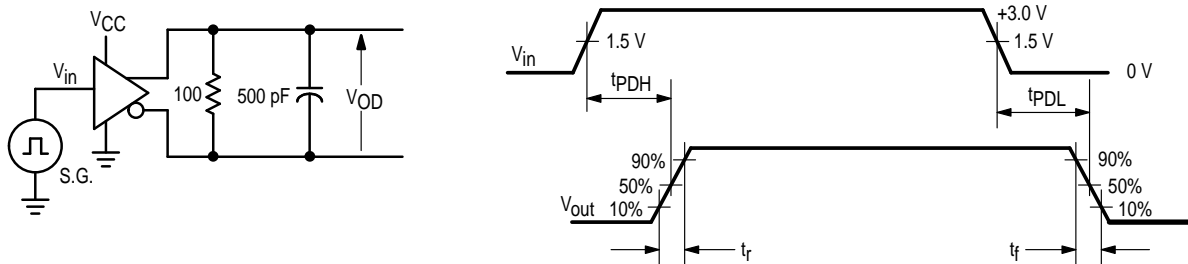 VCC
Vin
100
500 pF
VOD
S.G.
Vin
1.5 V
+3.0 V
1.5 V
0 V
tPDH
tPDL
90%
50%
10%
Vout
90%
50%
10%
tr
tf